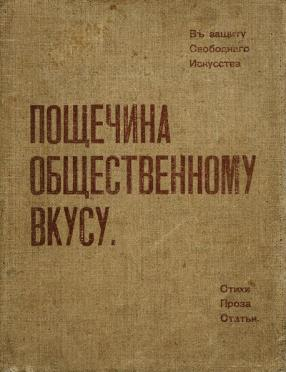 Въ защиту
Свободнаго
Искусства
ПОЩЕЧИНА
ОБЩЕСТВЕННОМУ
ВКУСУ.
Стихи
Проза
Статьи.